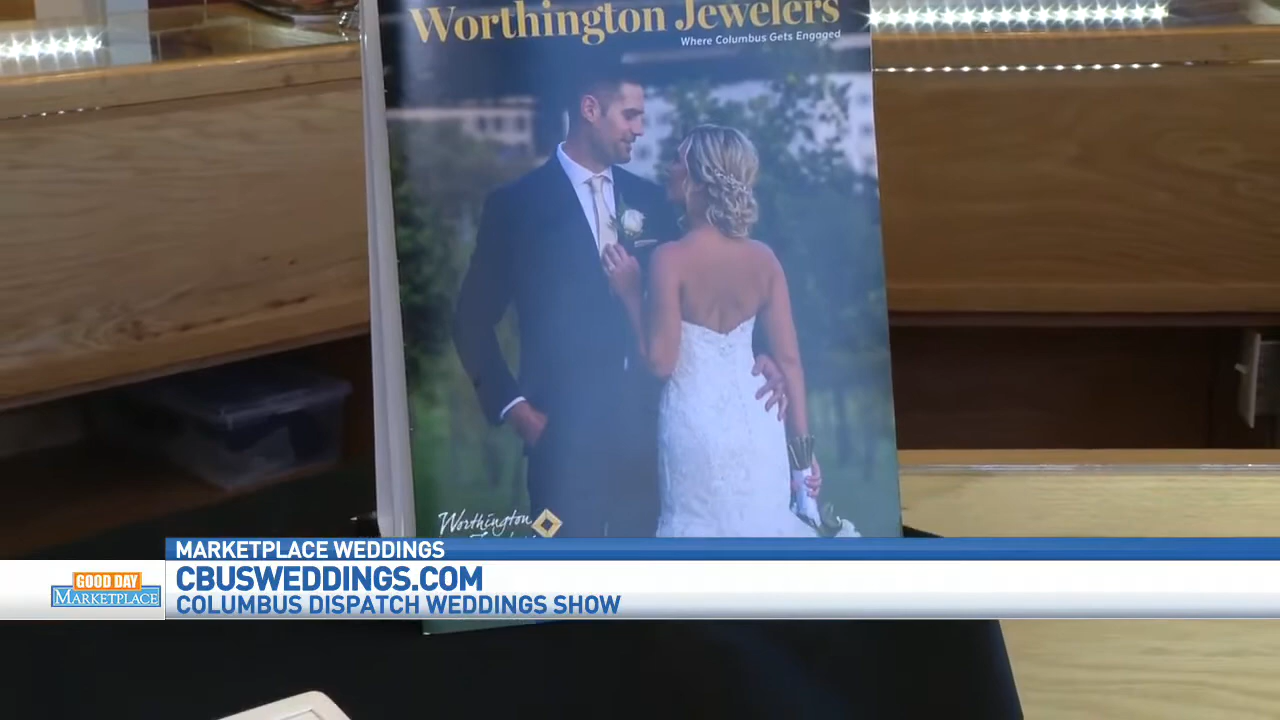 Worthington Jewelers
Where Columbus Gets Engaged
Worthington
MARKETPLACE WEDDINGS
GOOD DAY
MARKETPLACE
CBUSWEDDINGS.COM
COLUMBUS DISPATCH WEDDINGS SHOW